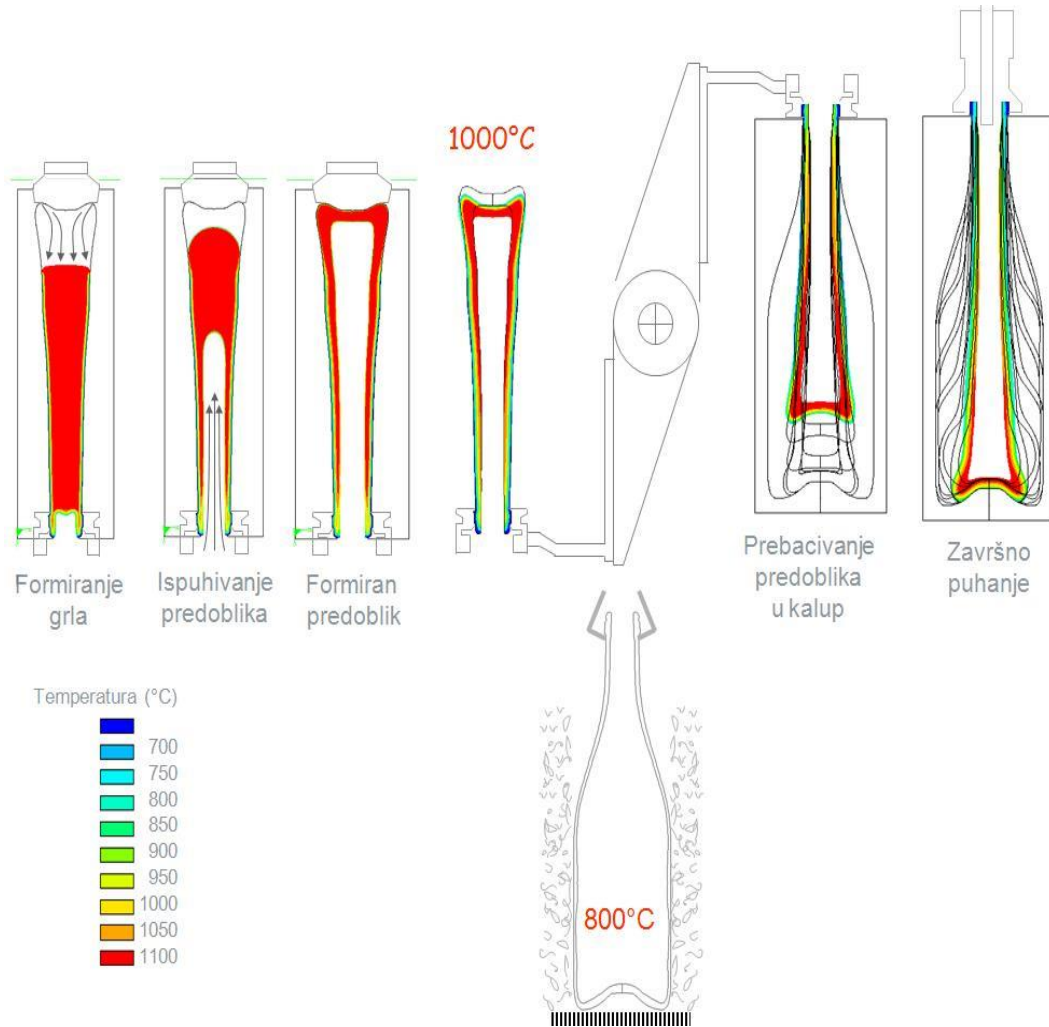 1000°C
Formiranje
grla
Ispuhivanje
predoblika
Formiran
predoblik
Prebacivanje
predoblika
u kalup
Završno
puhanje
Temperatura (°C)
700
750
800
850
900
950
1000
1050
1100
800°C